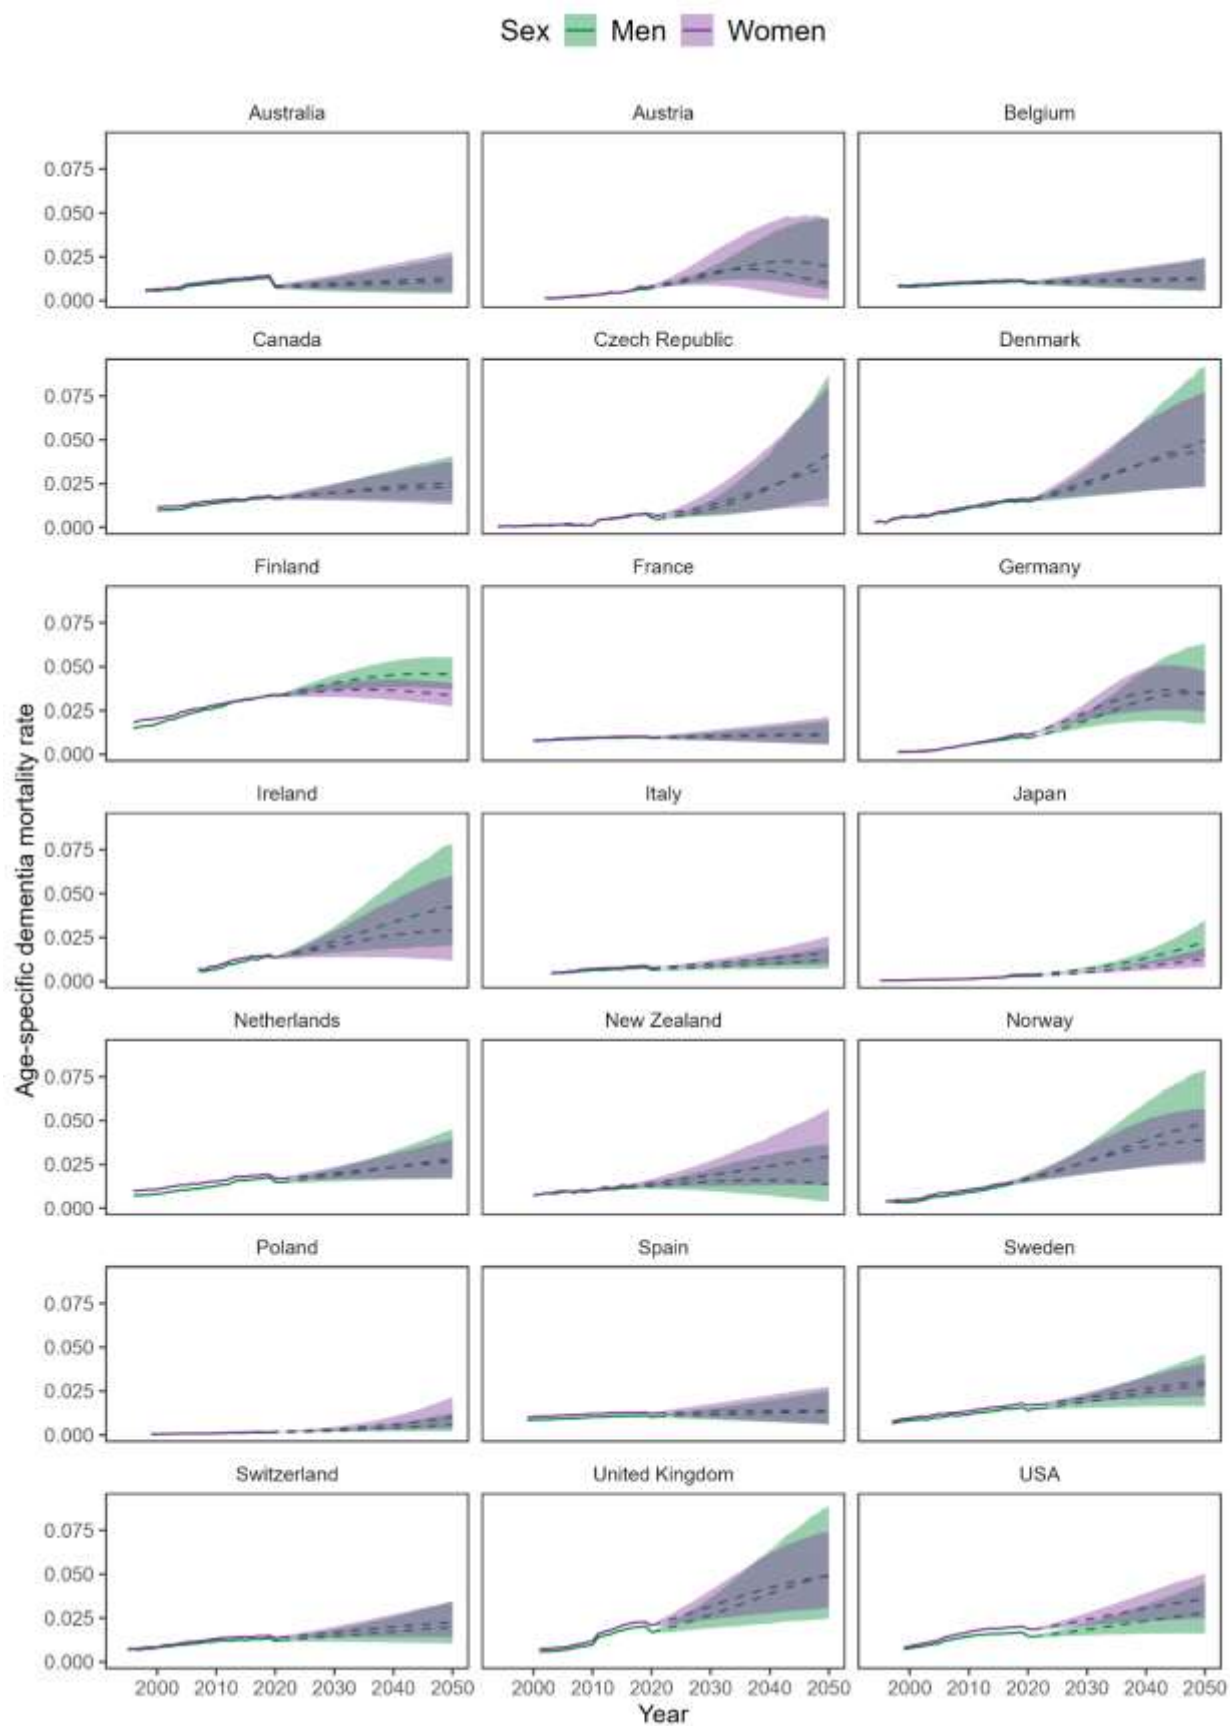 Sex Men Women
Australia Austria Belgium
0.075
0.050
0.025
0.000
Canada Czech Republic Denmark
0.075
0.050
0.025
0.000
Finland France Germany
0.075
0.050
0.025
0.000
Ireland Italy Japan
0.075
0.050
0.025
0.000
Age-specific dementia mortality rate
Netherlands New Zealand Norway
0.075
0.050
0.025
0.000
Poland Spain Sweden
0.075
0.050
0.025
0.000
Switzerland United Kingdom USA
0.075
0.050
0.025
0.000
2000 2010 2020 2030 2040 2050 2000 2010 2020 2030 2040 2050 2000 2010 2020 2030 2040 2050
Year